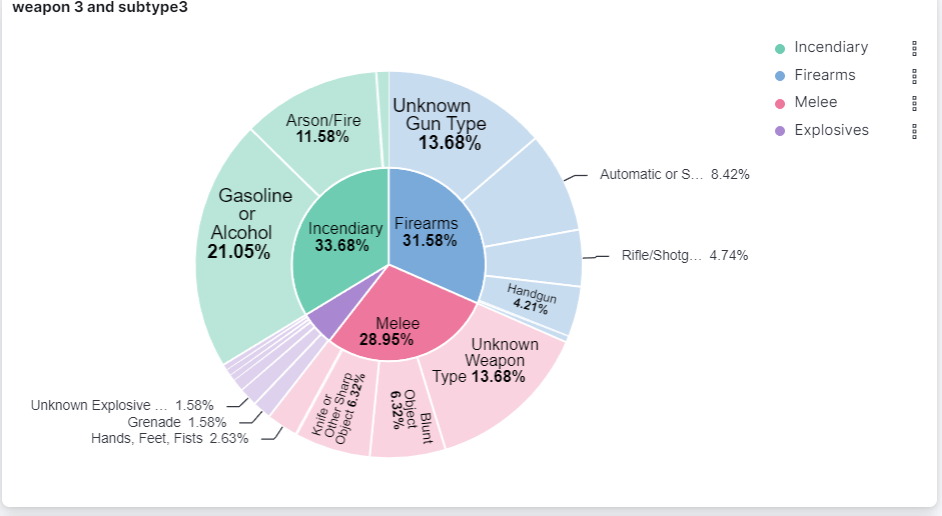 weapon 3 and subtype3
Incendiary
Firearms
Melee
Explosives
Unknown
Gun Type
13.68%
Arson/Fire
11.58%
Automatic or S... 8.42%
Gasoline
or
Alcohol
21.05%
Incendiary
33.68%
Firearms
31.58%
Rifle/Shotg... 4.74%
Handgun
4.21%
Melee
28.95%
Unknown
Weapon
Type 13.68%
Knife or
Other Sharp
Object 6.32%
Blunt
Object
6.32%
Unknown Explosive ... 1.58%
Grenade 1.58%
Hands, Feet, Fists 2.63%